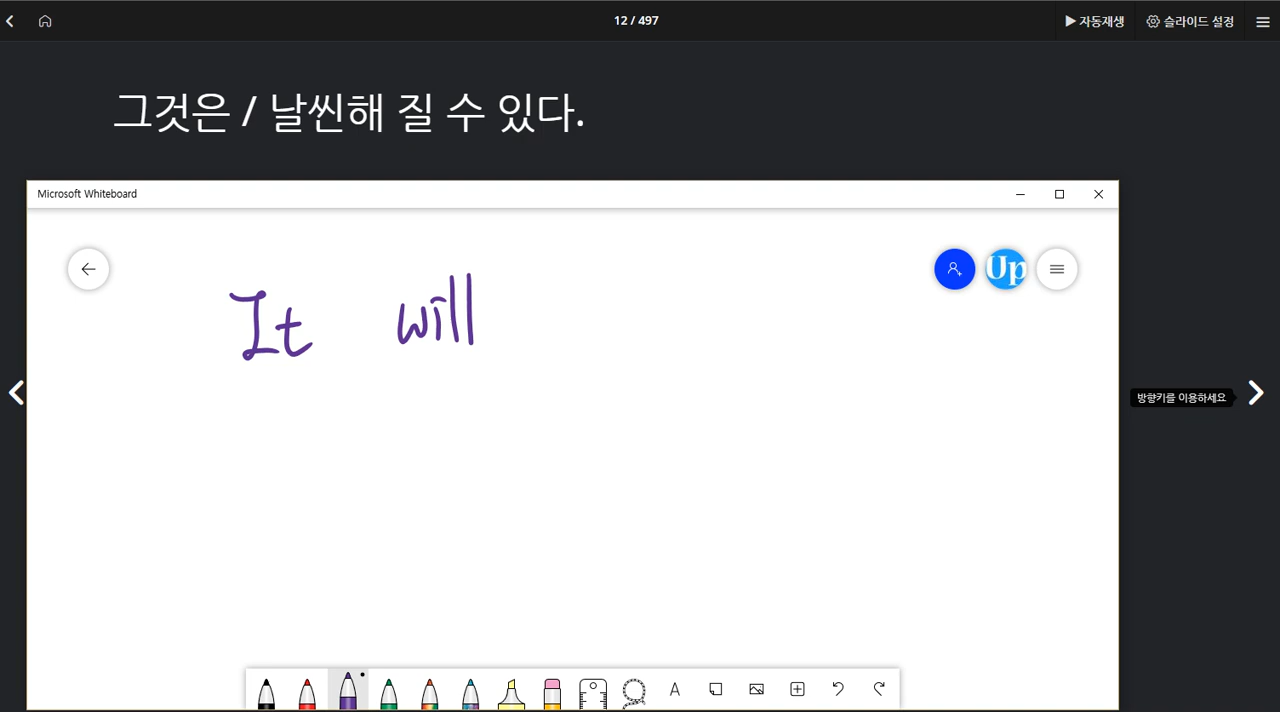 12 / 497
▶ 자동재생
슬라이드 설정
그것은 / 날씬해 질 수 있다.
Microsoft Whiteboard
Up
It will
방향키를 이용하세요
A